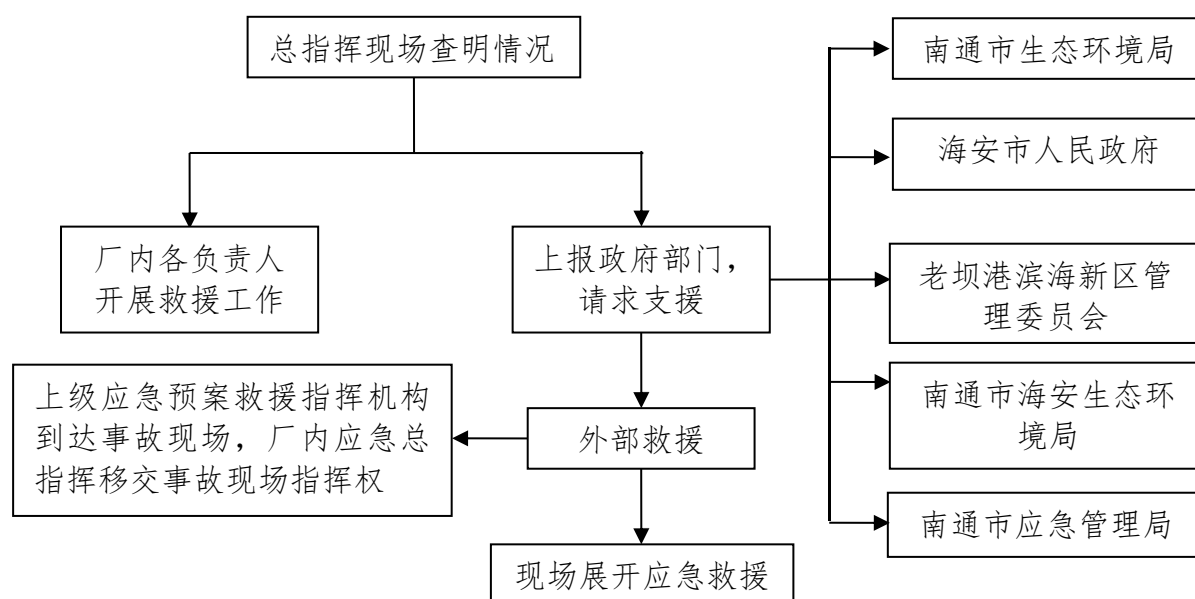 总指挥现场查明情况
厂内各负责人
开展救援工作
上报政府部门，
请求支援
上级应急预案救援指挥机构
到达事故现场，厂内应急总
指挥移交事故现场指挥权
外部救援
现场展开应急救援
南通市生态环境局
海安市人民政府
老坝港滨海新区管
理委员会
南通市海安生态环
境局
南通市应急管理局